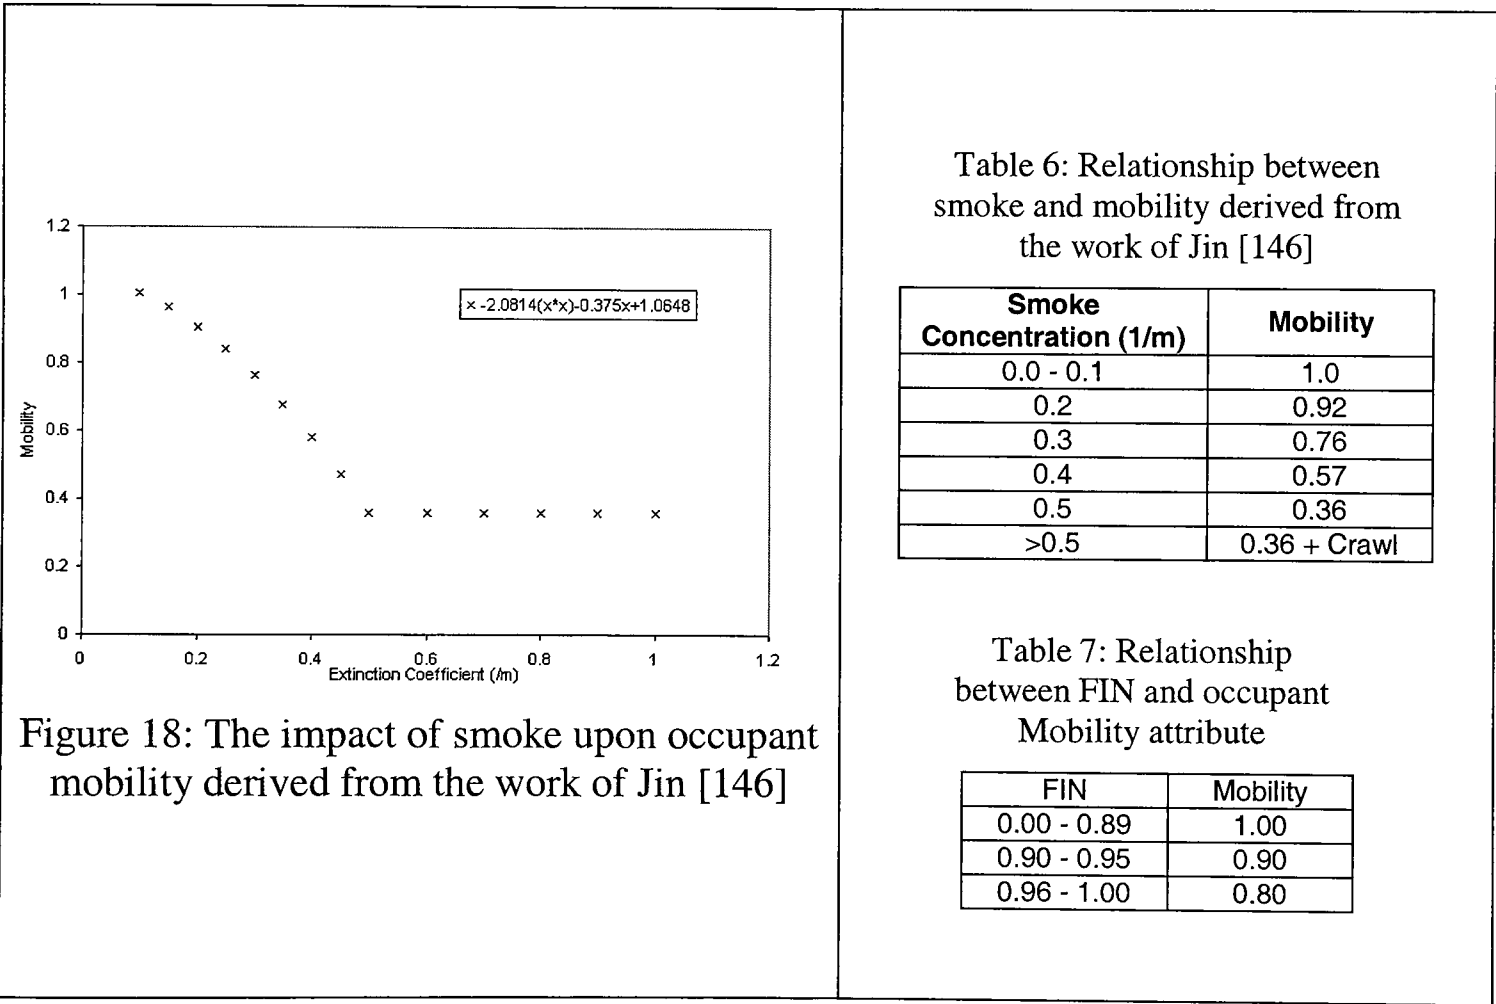 1.2
1
0.8
0.6
0.4
0.2
0
0 0.2 0.4 0.6 0.8 1 1.2
Mobility
× -2.0814(x*x)-0.375x+1.0648
Extinction Coefficient (/m)
Figure 18: The impact of smoke upon occupant
mobility derived from the work of Jin [146]
Table 6: Relationship between
smoke and mobility derived from
the work of Jin [146]
Smoke
Concentration (1/m) Mobility
0.0 - 0.1 1.0
0.2 0.92
0.3 0.76
0.4 0.57
0.5 0.36
>0.5 0.36 + Crawl
Table 7: Relationship
between FIN and occupant
Mobility attribute
FIN Mobility
0.00 - 0.89 1.00
0.90 - 0.95 0.90
0.96 - 1.00 0.80